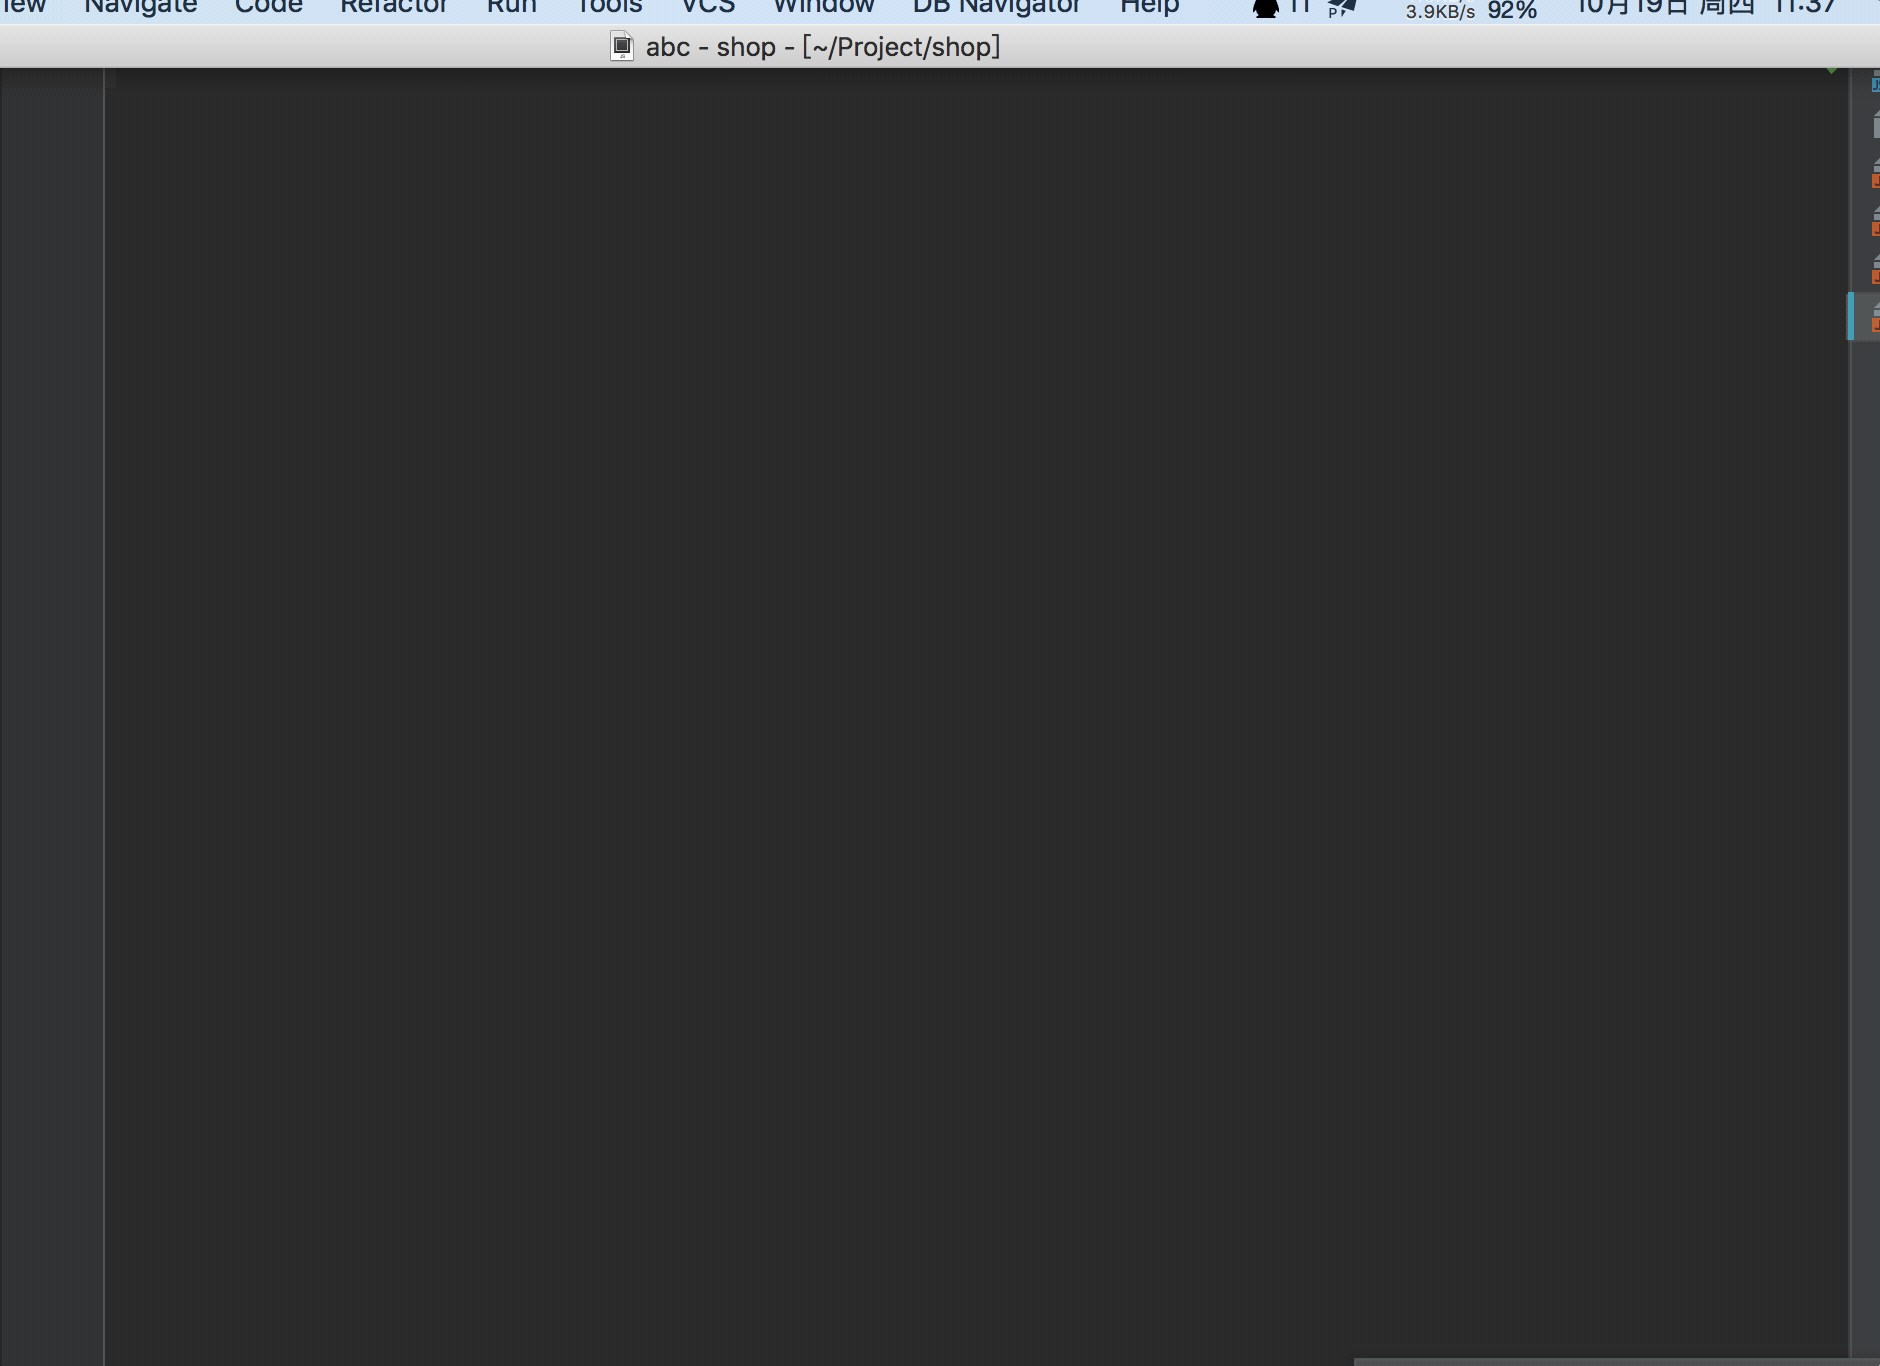 Navigate Code Refactor Run Tools VCS Window DB Navigator Help 11 P 3.9KB/s 92% 10月19日 周四 11:37
abc - shop - [~/Project/shop]